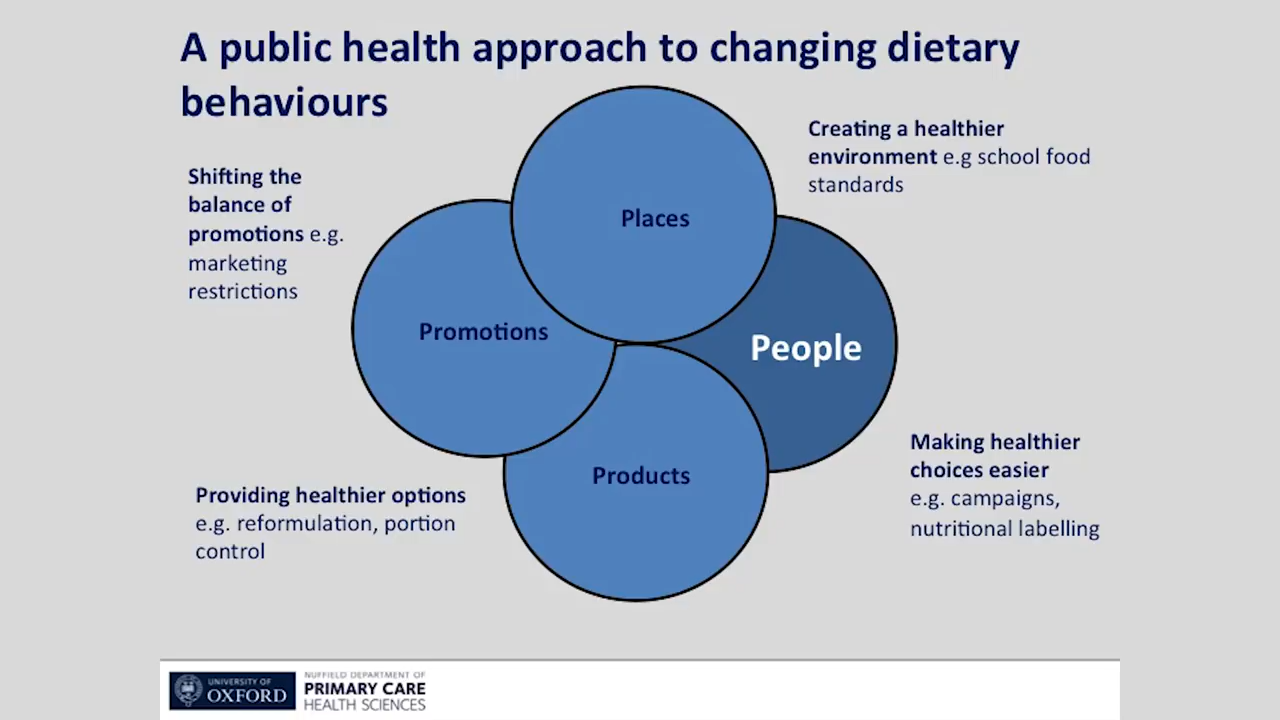 A public health approach to changing dietary
behaviours
Creating a healthier
environment e.g school food
standards
Shifting the
balance of
promotions e.g.
marketing
restrictions
Places
Promotions
People
Products
Making healthier
choices easier
e.g. campaigns,
nutritional labelling
Providing healthier options
e.g. reformulation, portion
control
UNIVERSITY OF
OXFORD
NUFFIELD DEPARTMENT OF
PRIMARY CARE
HEALTH SCIENCES